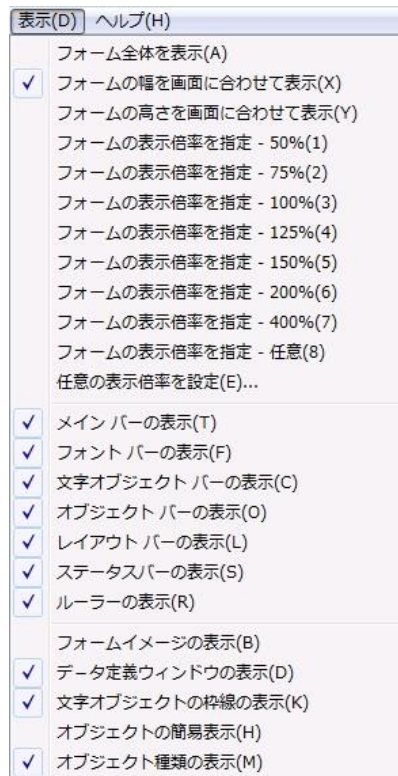 表示(D) ヘルプ(H)
フォーム全体を表示(A)
フォームの幅を画面に合わせて表示(X)
フォームの高さを画面に合わせて表示(Y)
フォームの表示倍率を指定 - 50%(1)
フォームの表示倍率を指定 - 75%(2)
フォームの表示倍率を指定 - 100%(3)
フォームの表示倍率を指定 - 125%(4)
フォームの表示倍率を指定 - 150%(5)
フォームの表示倍率を指定 - 200%(6)
フォームの表示倍率を指定 - 400%(7)
フォームの表示倍率を指定 - 任意(8)
任意の表示倍率を設定(E)...
メイン バーの表示(T)
フォント バーの表示(F)
文字オブジェクト バーの表示(C)
オブジェクト バーの表示(O)
レイアウト バーの表示(L)
ステータスバーの表示(S)
ルーラーの表示(R)
フォームイメージの表示(B)
データ定義ウィンドウの表示(D)
文字オブジェクトの枠線の表示(K)
オブジェクトの簡易表示(H)
オブジェクト種類の表示(M)